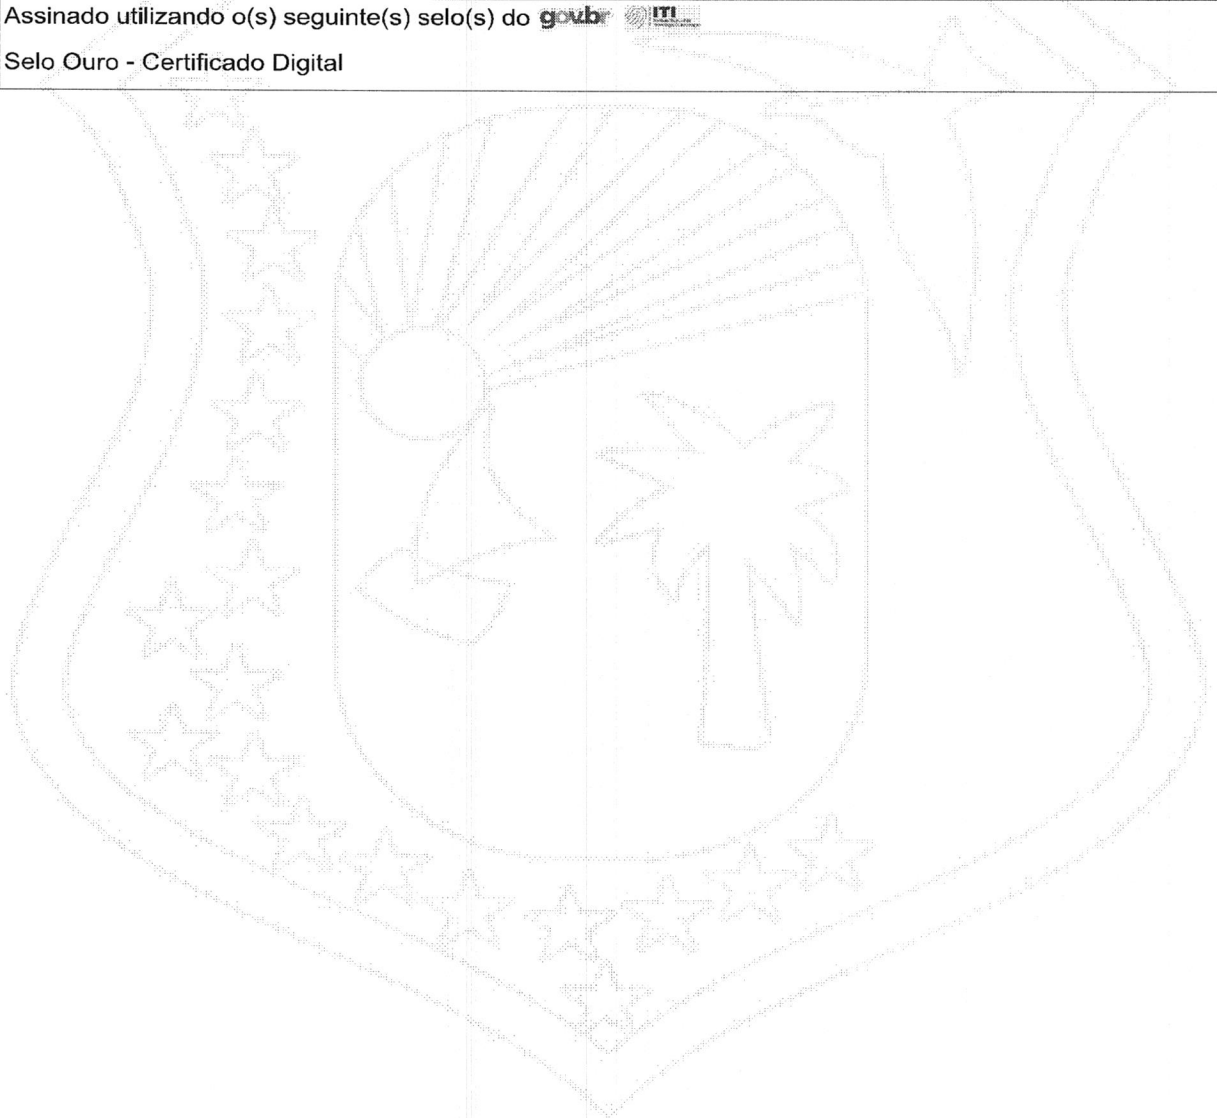 Assinado utilizando o(s) seguinte(s) selo(s) do gov.br ITI
Selo Ouro - Certificado Digital